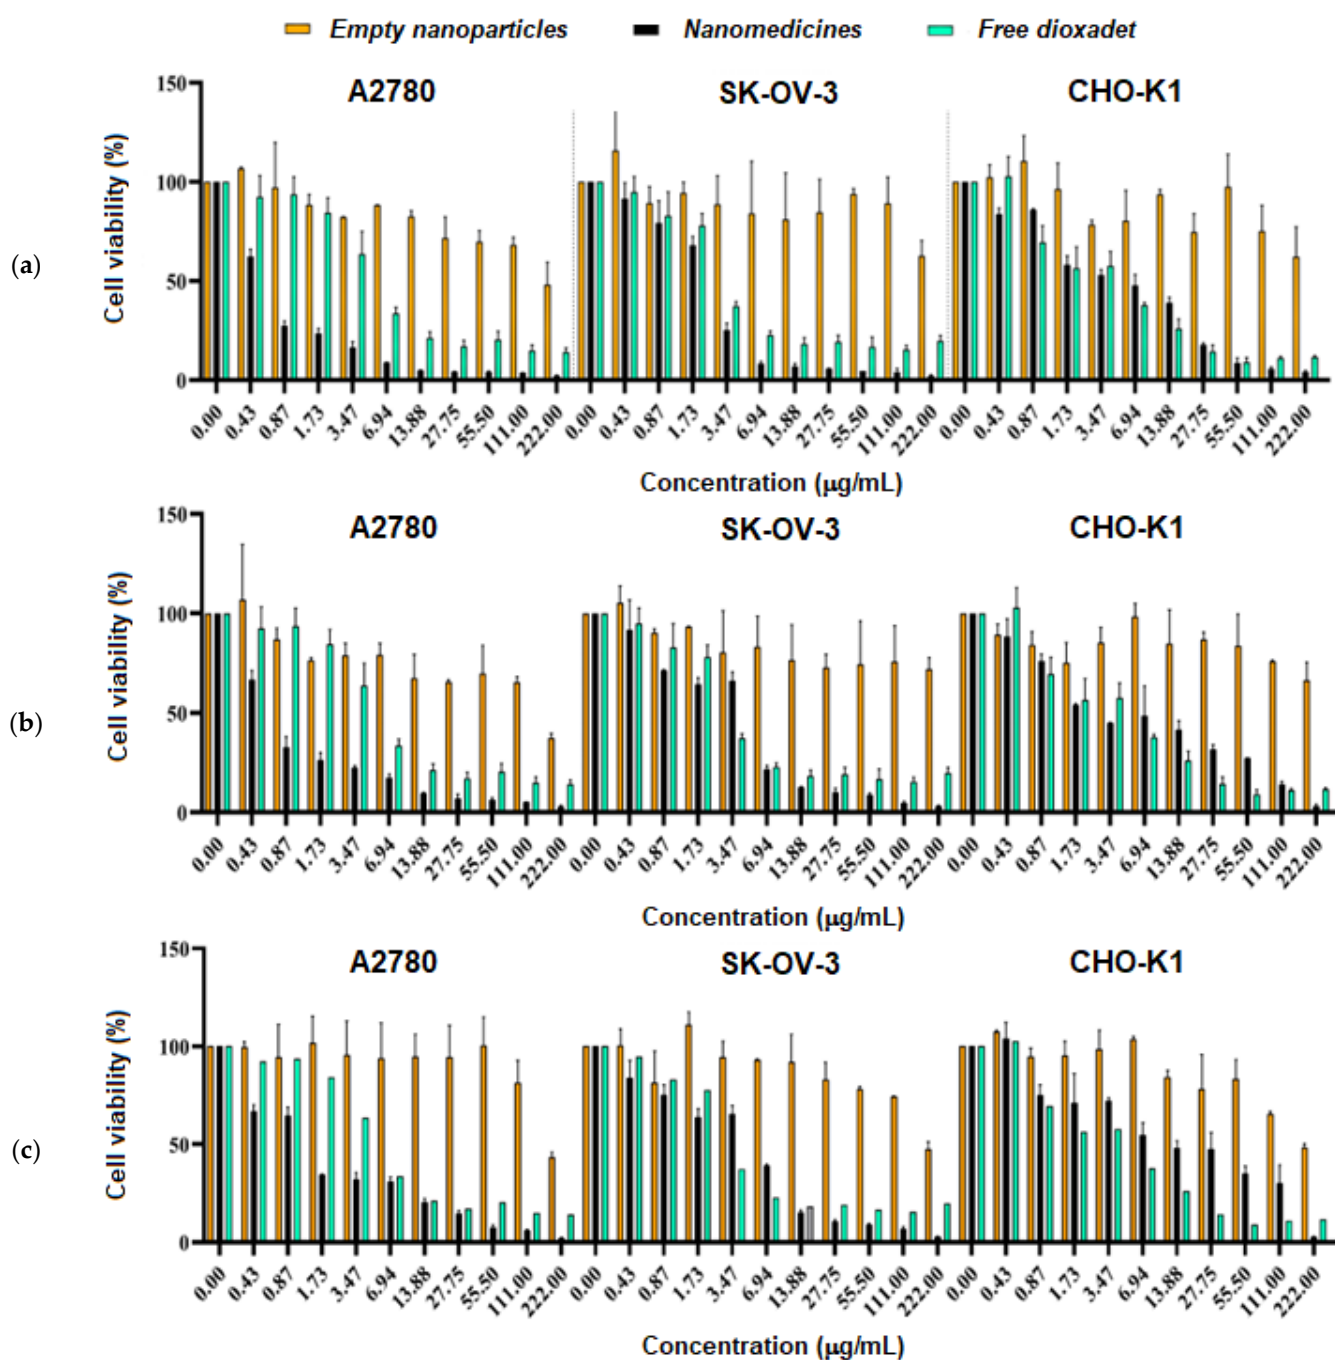 Empty nanoparticles Nanomedicines Free dioxadet
(a)
Cell viability (%)
A2780 SK-OV-3 CHO-K1
150
100
50
0
0.00 0.43 0.87 1.73 3.47 6.94 13.88 27.75 55.50 111.00 222.00 0.00 0.43 0.87 1.73 3.47 6.94 13.88 27.75 55.50 111.00 222.00 0.00 0.43 0.87 1.73 3.47 6.94 13.88 27.75 55.50 111.00 222.00
Concentration (μg/mL)
(b)
Cell viability (%)
A2780 SK-OV-3 CHO-K1
150
100
50
0
0.00 0.43 0.87 1.73 3.47 6.94 13.88 27.75 55.50 111.00 222.00 0.00 0.43 0.87 1.73 3.47 6.94 13.88 27.75 55.50 111.00 222.00 0.00 0.43 0.87 1.73 3.47 6.94 13.88 27.75 55.50 111.00 222.00
Concentration (μg/mL)
(c)
Cell viability (%)
A2780 SK-OV-3 CHO-K1
150
100
50
0
0.00 0.43 0.87 1.73 3.47 6.94 13.88 27.75 55.50 111.00 222.00 0.00 0.43 0.87 1.73 3.47 6.94 13.88 27.75 55.50 111.00 222.00 0.00 0.43 0.87 1.73 3.47 6.94 13.88 27.75 55.50 111.00 222.00
Concentration (μg/mL)